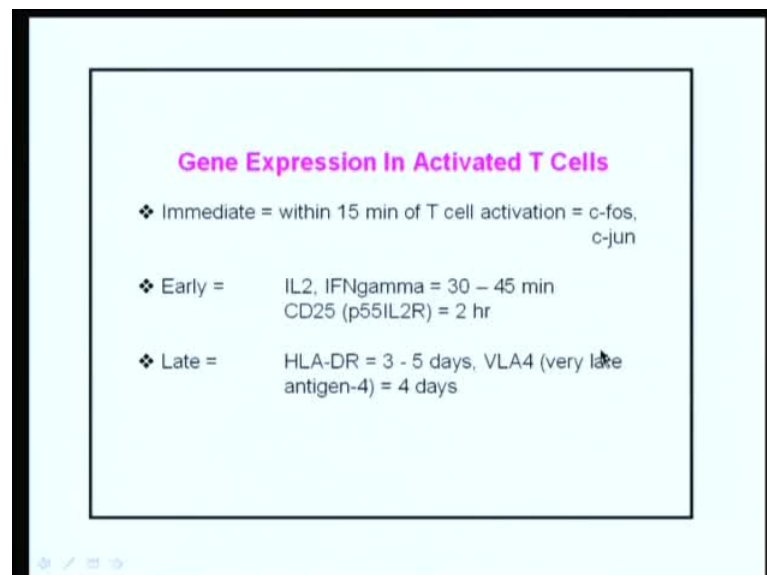 Gene Expression In Activated T Cells
❖ Immediate = within 15 min of T cell activation = c-fos,
c-jun
❖ Early = IL2, IFNgamma = 30 – 45 min
CD25 (p55IL2R) = 2 hr
❖ Late = HLA-DR = 3 - 5 days, VLA4 (very late
antigen-4) = 4 days